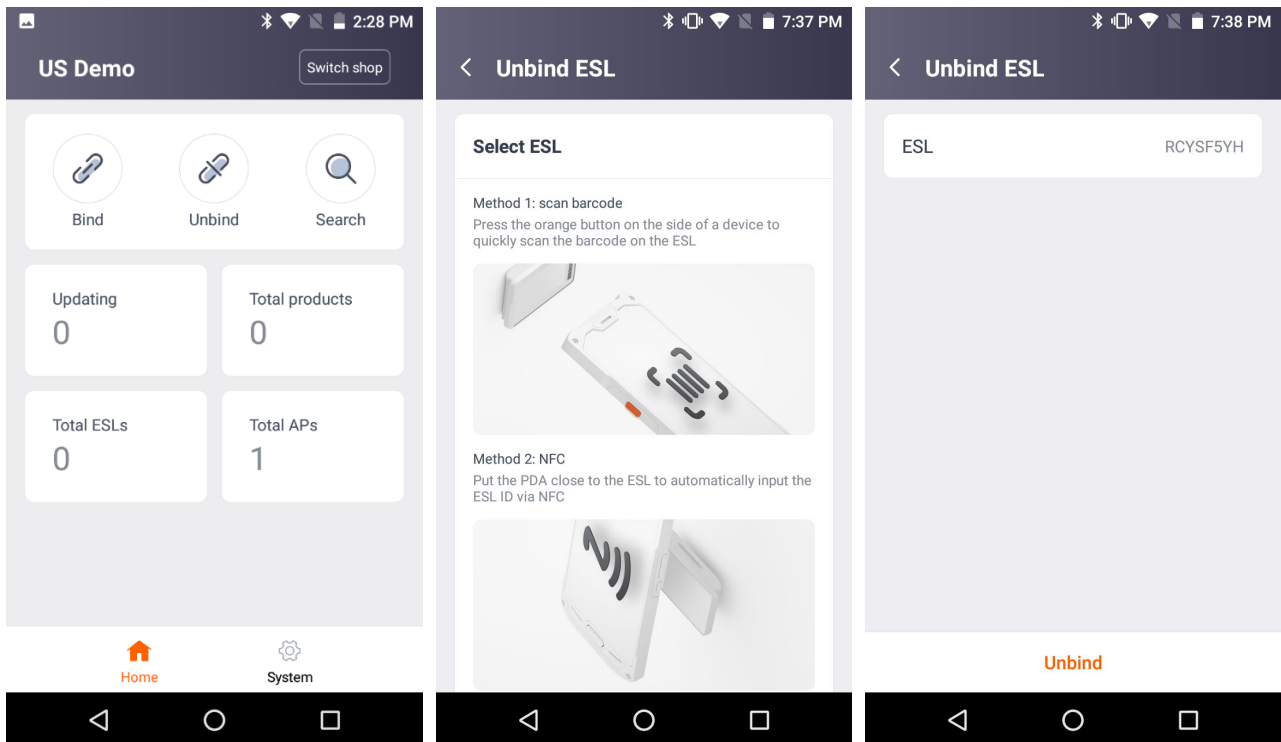 2:28 PM
US Demo
Switch shop
Bind
Unbind
Search
Updating
0
Total products
0
Total ESLs
0
Total APs
1
Home
System
7:37 PM
Unbind ESL
Select ESL
Method 1: scan barcode
Press the orange button on the side of a device to
quickly scan the barcode on the ESL
Method 2: NFC
Put the PDA close to the ESL to automatically input the
ESL ID via NFC
7:38 PM
Unbind ESL
ESL
RCYSF5YH
Unbind